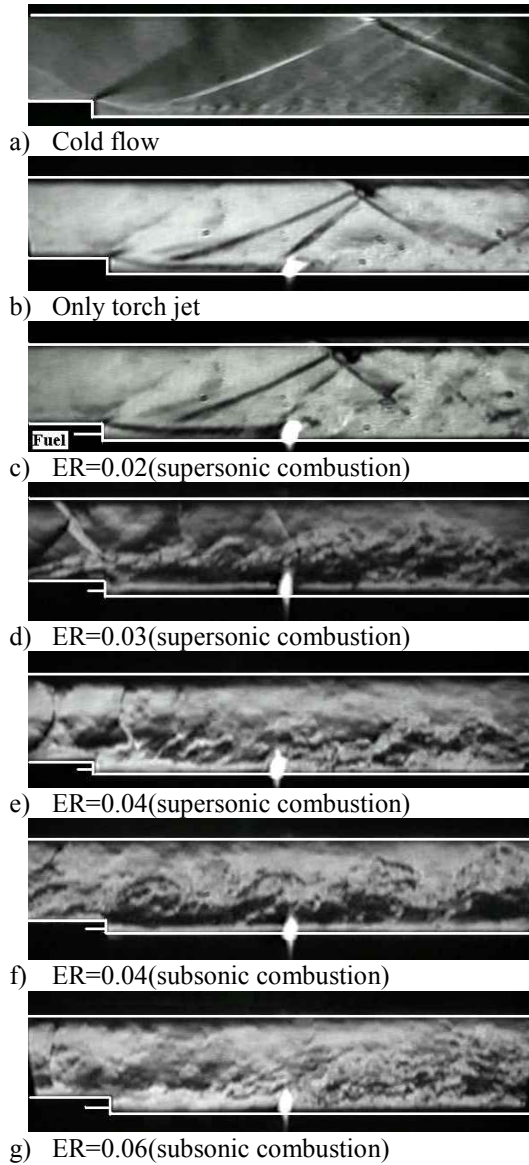 a) Cold flow
b) Only torch jet
Fuel
c) ER=0.02(supersonic combustion)
d) ER=0.03(supersonic combustion)
e) ER=0.04(supersonic combustion)
f) ER=0.04(subsonic combustion)
g) ER=0.06(subsonic combustion)